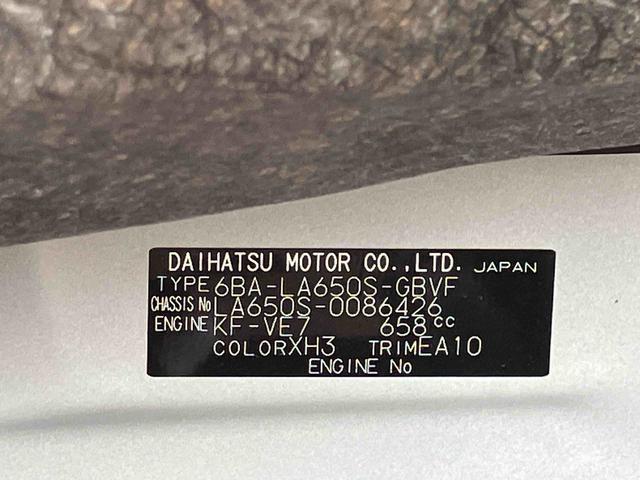 DAIHATSU MOTOR CO.,LTD. JAPAN
TYPE 6BA-LA650S-GBVF
CHASSIS No LA650S-0086426
ENGINE KF-VE7 658cc
COLOR XH3 TRIM EA10
ENGINE No